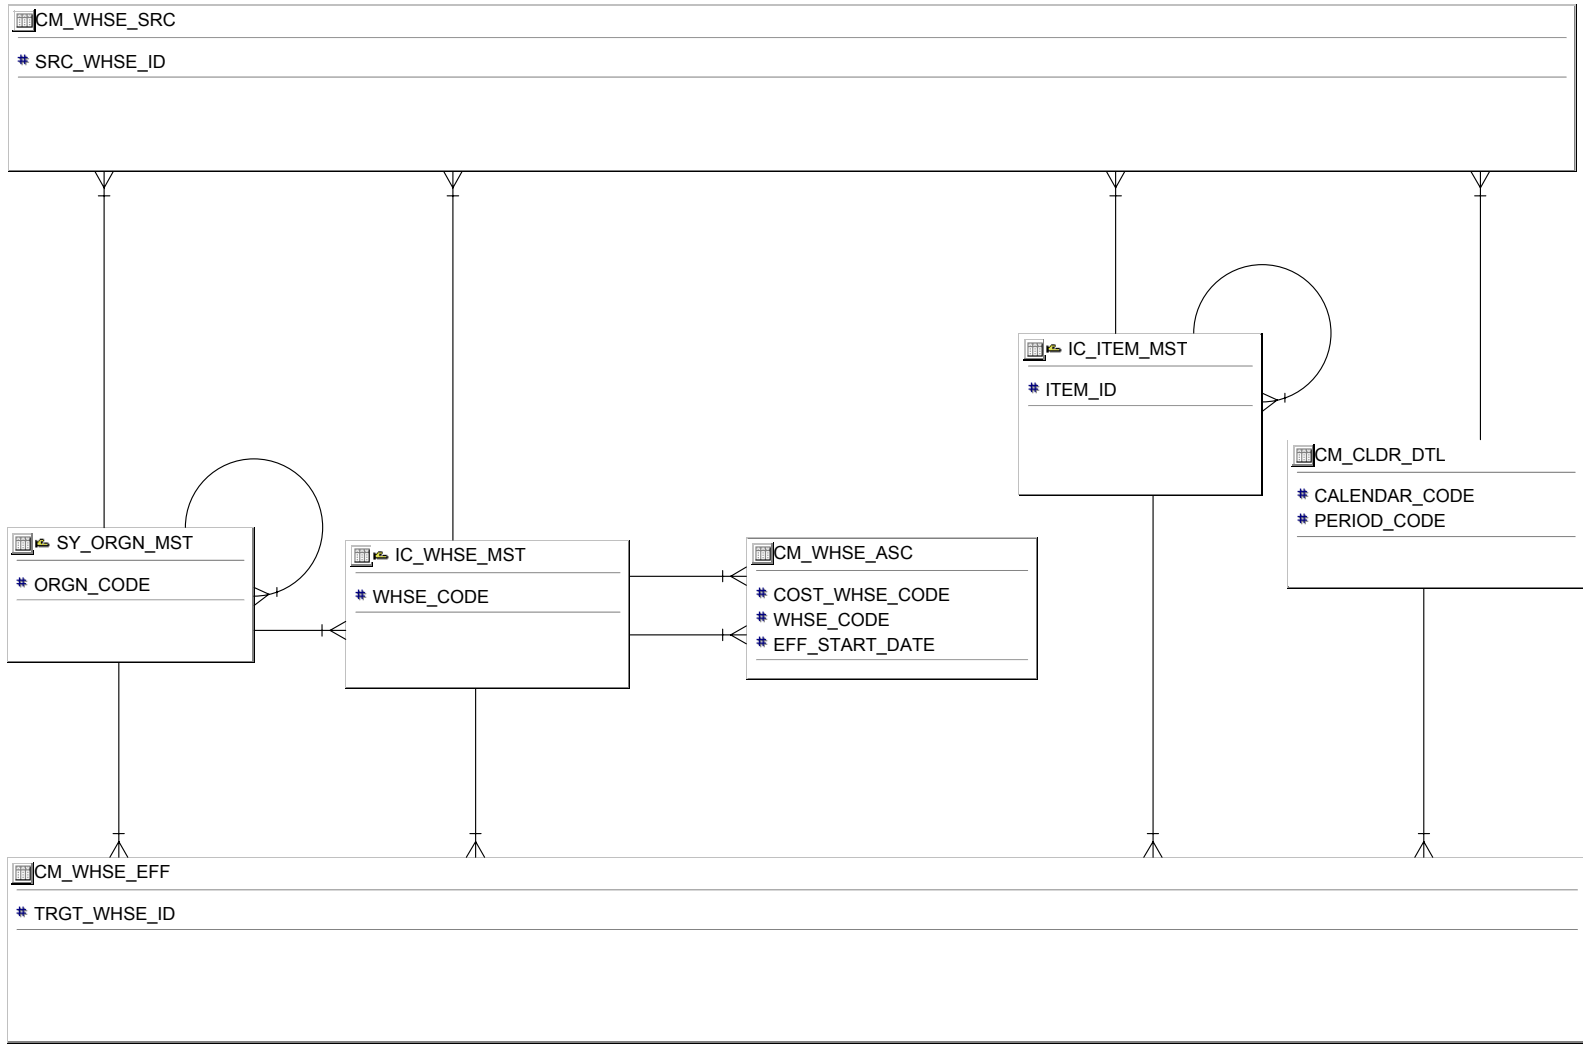 CM_WHSE_SRC
# SRC_WHSE_ID
IC_ITEM_MST
# ITEM_ID
CM_CLDR_DTL
# CALENDAR_CODE
# PERIOD_CODE
SY_ORGN_MST
# ORGN_CODE
IC_WHSE_MST
# WHSE_CODE
CM_WHSE_ASC
# COST_WHSE_CODE
# WHSE_CODE
# EFF_START_DATE
CM_WHSE_EFF
# TRGT_WHSE_ID